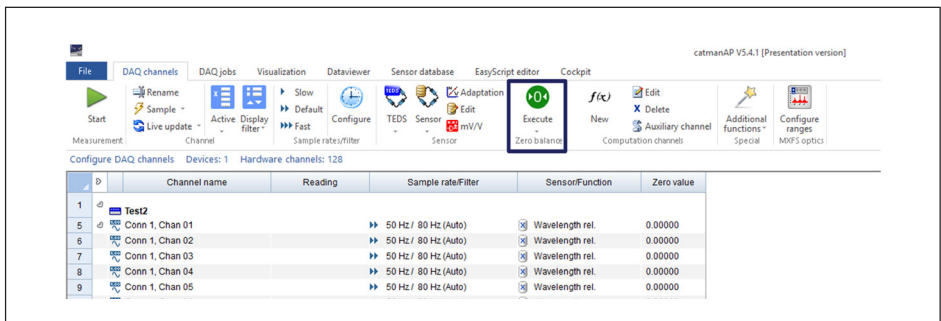 catmanAP V5.4.1 [Presentation version]
File DAQ channels DAQ jobs Visualization Dataviewer Sensor database EasyScript editor Cockpit
Start
Rename
Sample
Live update
Active
Display filter
Slow
Default
Fast
Configure
TEDS
Sensor
Adaptation
Edit
mV/V
Execute
f(x)
New
Edit
Delete
Auxiliary channel
Additional functions
Configure ranges
Measurement Channel Sample rates/filter Sensor Zero balance Computation channels Special MXFS optics
Configure DAQ channels Devices: 1 Hardware channels: 128
Channel name Reading Sample rate/Filter Sensor/Function Zero value
1 Test2
5 Conn 1, Chan 01 50 Hz / 80 Hz (Auto) Wavelength rel. 0.00000
6 Conn 1, Chan 02 50 Hz / 80 Hz (Auto) Wavelength rel. 0.00000
7 Conn 1, Chan 03 50 Hz / 80 Hz (Auto) Wavelength rel. 0.00000
8 Conn 1, Chan 04 50 Hz / 80 Hz (Auto) Wavelength rel. 0.00000
9 Conn 1, Chan 05 50 Hz / 80 Hz (Auto) Wavelength rel. 0.00000